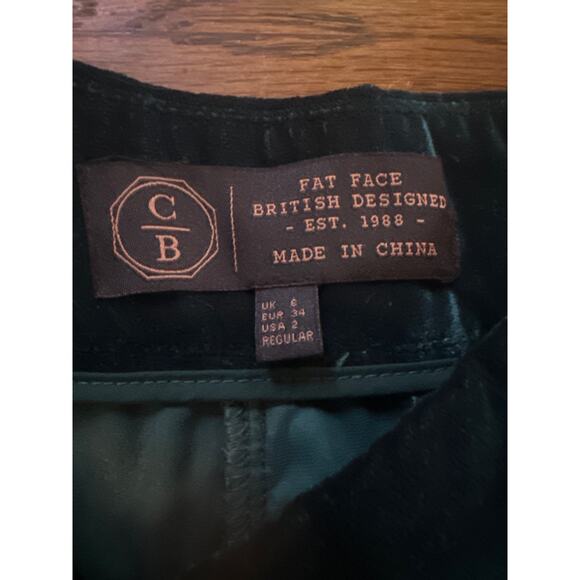 C
B
FAT FACE
BRITISH DESIGNED
- EST. 1988 -
MADE IN CHINA
UK 6
EUR 34
USA 2
REGULAR